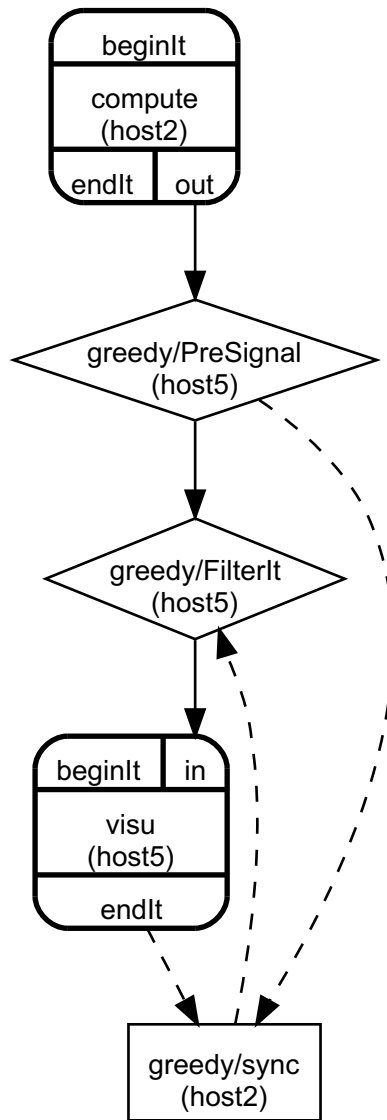 beginIt
compute
(host2)
endIt out
greedy/PreSignal
(host5)
greedy/FilterIt
(host5)
beginIt in
visu
(host5)
endIt
greedy/sync
(host2)